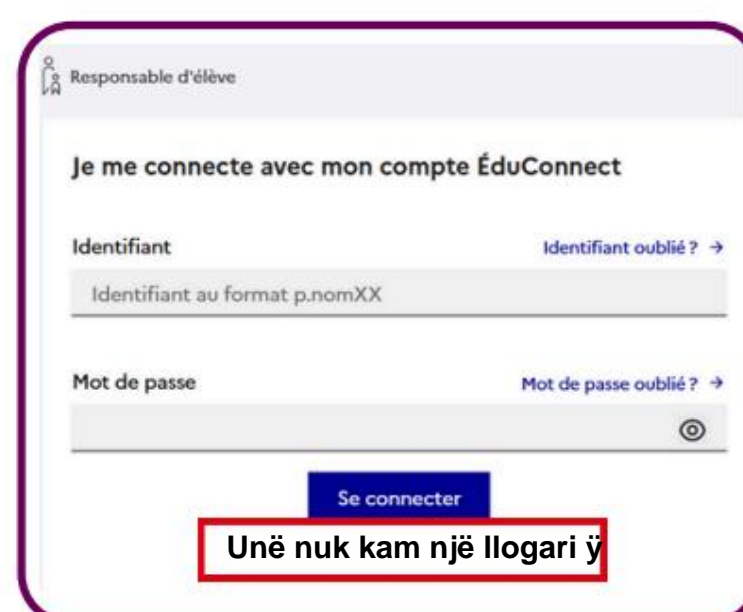 Responsable d'élève
Je me connecte avec mon compte ÉduConnect
Identifiant
Identifiant oublié ? →
Identifiant au format p.nomXX
Mot de passe
Mot de passe oublié ? →
Se connecter
Unë nuk kam një llogari ÿ